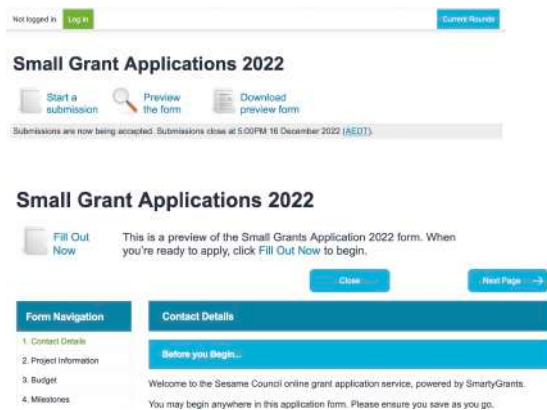 Not logged in Log in Current Rounds
Small Grant Applications 2022
Start a Preview Download
submission the form preview form
Submissions are now being accepted. Submissions close at 5:00PM 16 December 2022 (AEDT).
Small Grant Applications 2022
Fill Out This is a preview of the Small Grants Application 2022 form. When
Now you're ready to apply, click Fill Out Now to begin.
Close Next Page →
Form Navigation Contact Details
1. Contact Details
2. Project Information
Before you Begin...
3. Budget
Welcome to the Sesame Council online grant application service, powered by SmartyGrants.
4. Milestones
You may begin anywhere in this application form. Please ensure you save as you go.